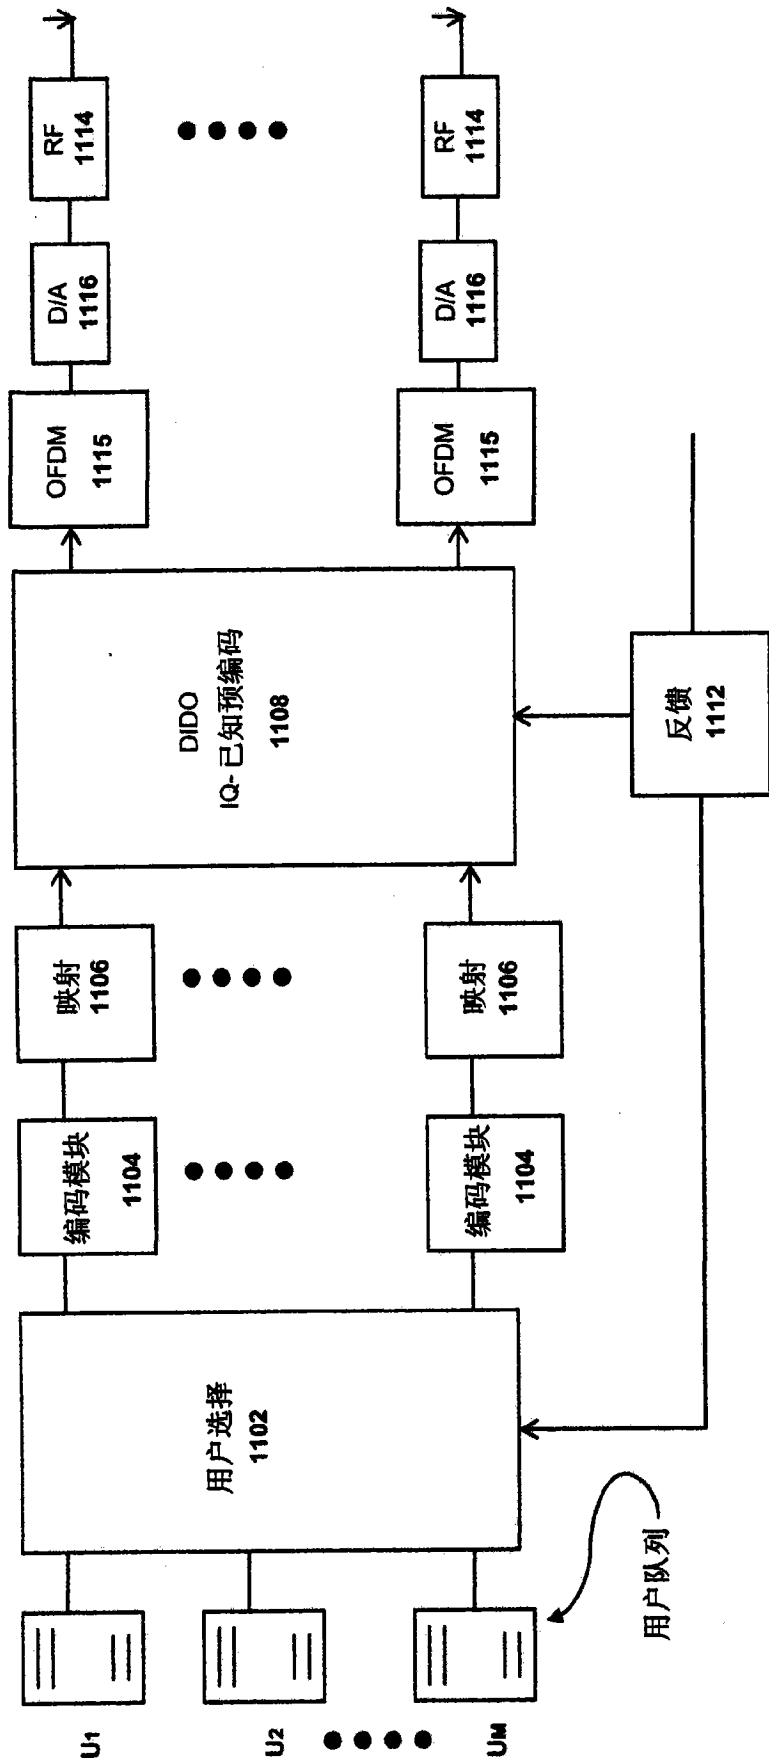 U1
U2
UM
用户队列
用户选择
1102
编码模块
1104
编码模块
1104
映射
1106
映射
1106
DIDO
IQ-已知预编码
1108
反馈
1112
OFDM
1115
OFDM
1115
D/A
1116
D/A
1116
RF
1114
RF
1114